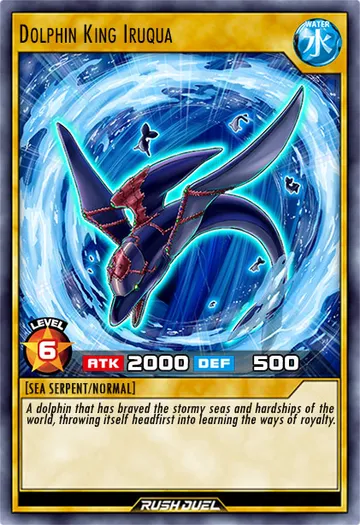 DOLPHIN KING IRUQUA
WATER
水
LEVEL
6
ATK 2000 DEF 500
[SEA SERPENT/NORMAL]
A dolphin that has braved the stormy seas and hardships of the
world, throwing itself headfirst into learning the ways of royalty.
RUSH DUEL